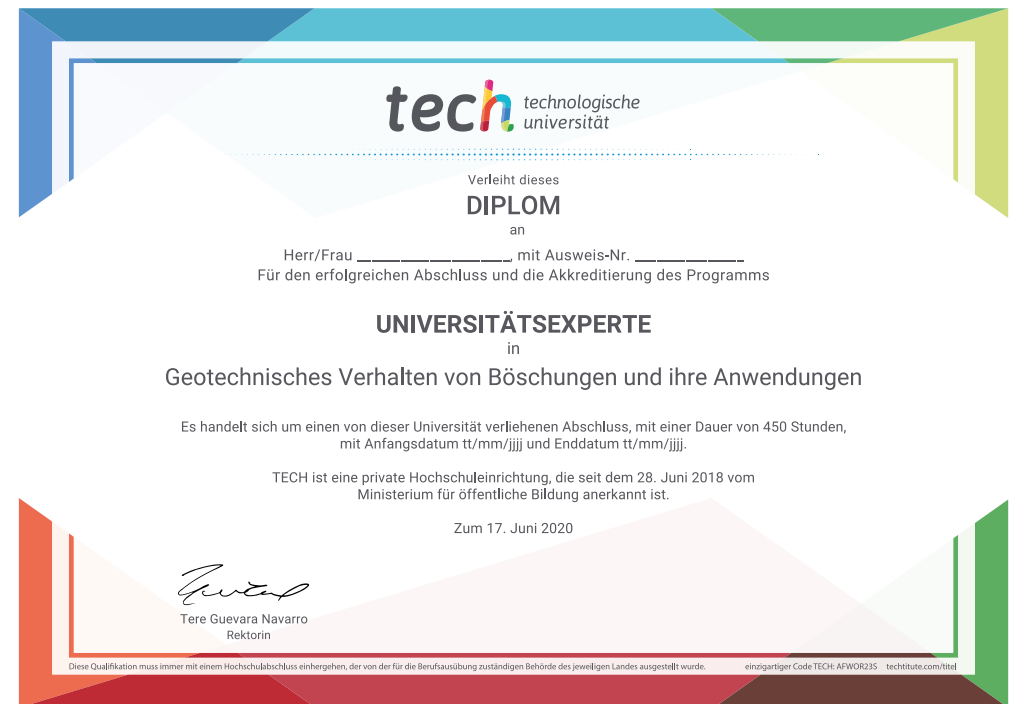 tech technologische
universität
Verleiht dieses
DIPLOM
an
Herr/Frau ____________________, mit Ausweis-Nr. ______________
Für den erfolgreichen Abschluss und die Akkreditierung des Programms
UNIVERSITÄTSEXPERTE
in
Geotechnisches Verhalten von Böschungen und ihre Anwendungen
Es handelt sich um einen von dieser Universität verliehenen Abschluss, mit einer Dauer von 450 Stunden,
mit Anfangsdatum tt/mm/jjjj und Enddatum tt/mm/jjjj.
TECH ist eine private Hochschuleinrichtung, die seit dem 28. Juni 2018 vom
Ministerium für öffentliche Bildung anerkannt ist.
Zum 17. Juni 2020
Tere Guevara Navarro
Rektorin
Diese Qualifikation muss immer mit einem Hochschulabschluss einhergehen, der von der für die Berufsausübung zuständigen Behörde des jeweiligen Landes ausgestellt wurde. einzigartiger Code TECH: AFWOR23S techtitute.com/titel